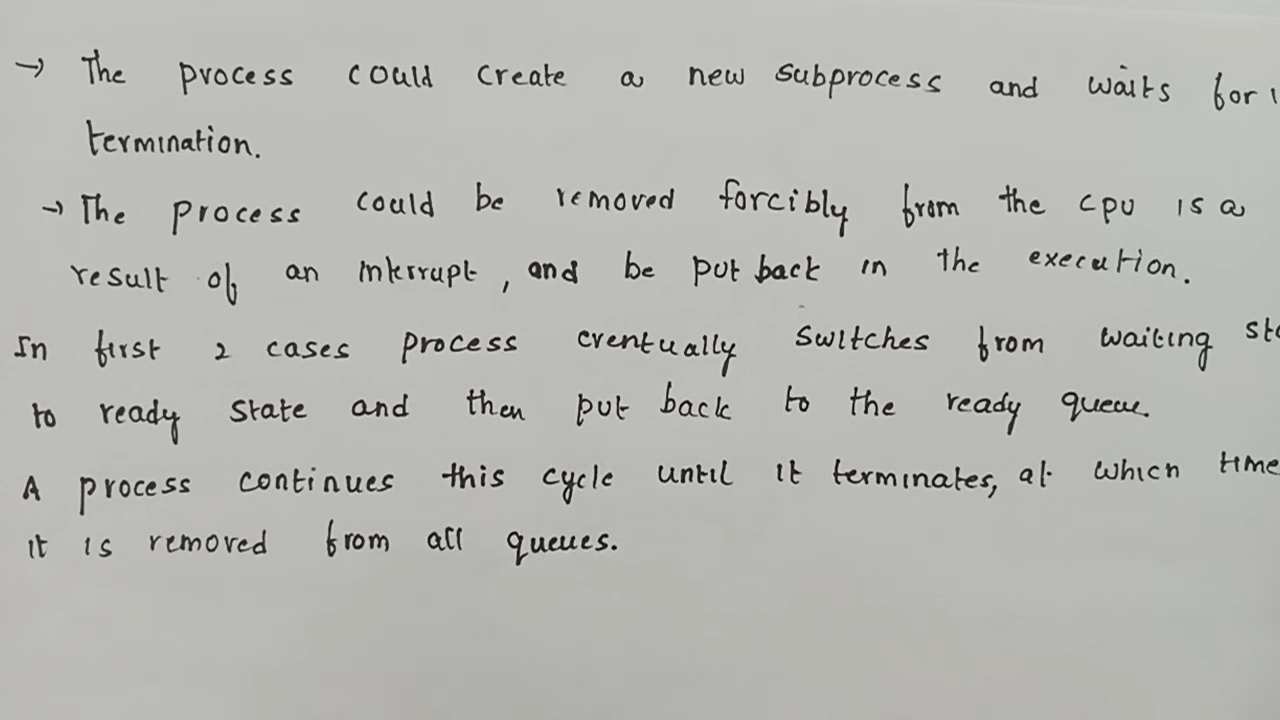 → The process could create a new subprocess and waits for
termination.
→ The process could be removed forcibly from the cpu is a
result of an interrupt, and be put back in the execution.
In first 2 cases process eventually switches from waiting
to ready state and then put back to the ready queue.
A process continues this cycle until it terminates, at which time
it is removed from all queues.